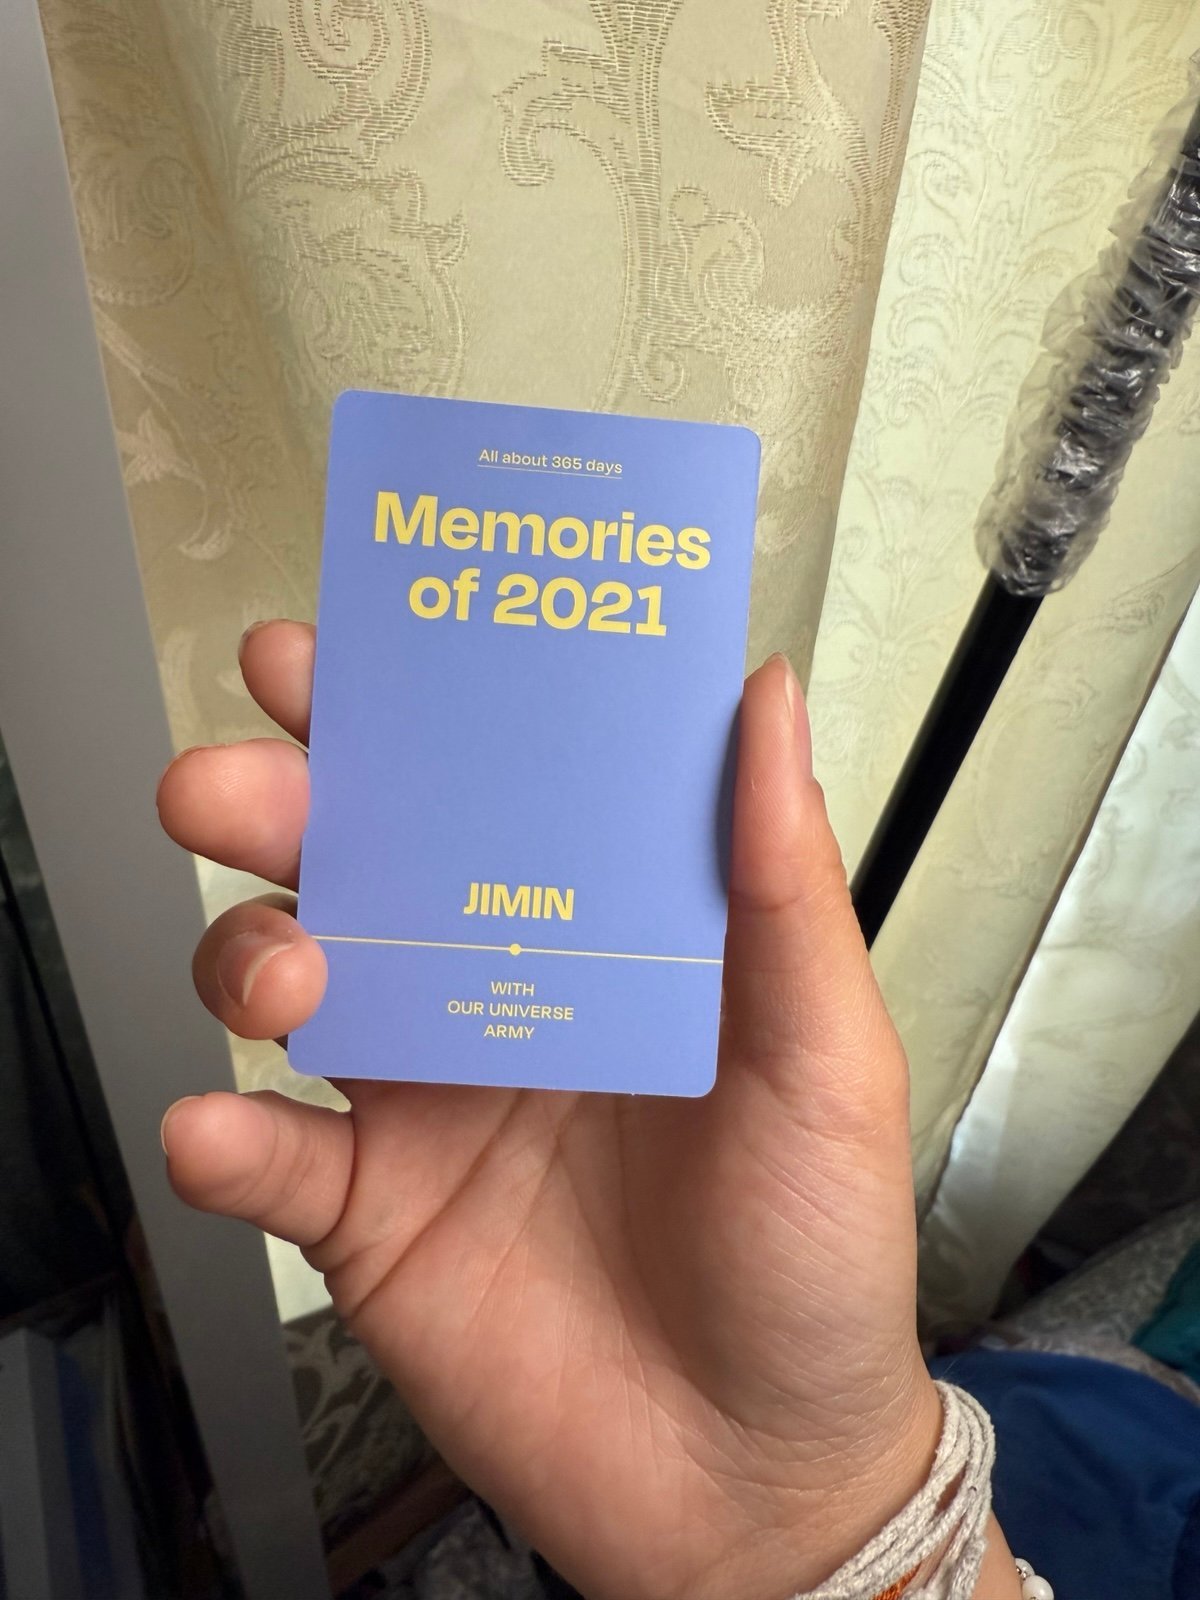 All about 365 days
Memories
of 2021
JIMIN
WITH
OUR UNIVERSE
ARMY